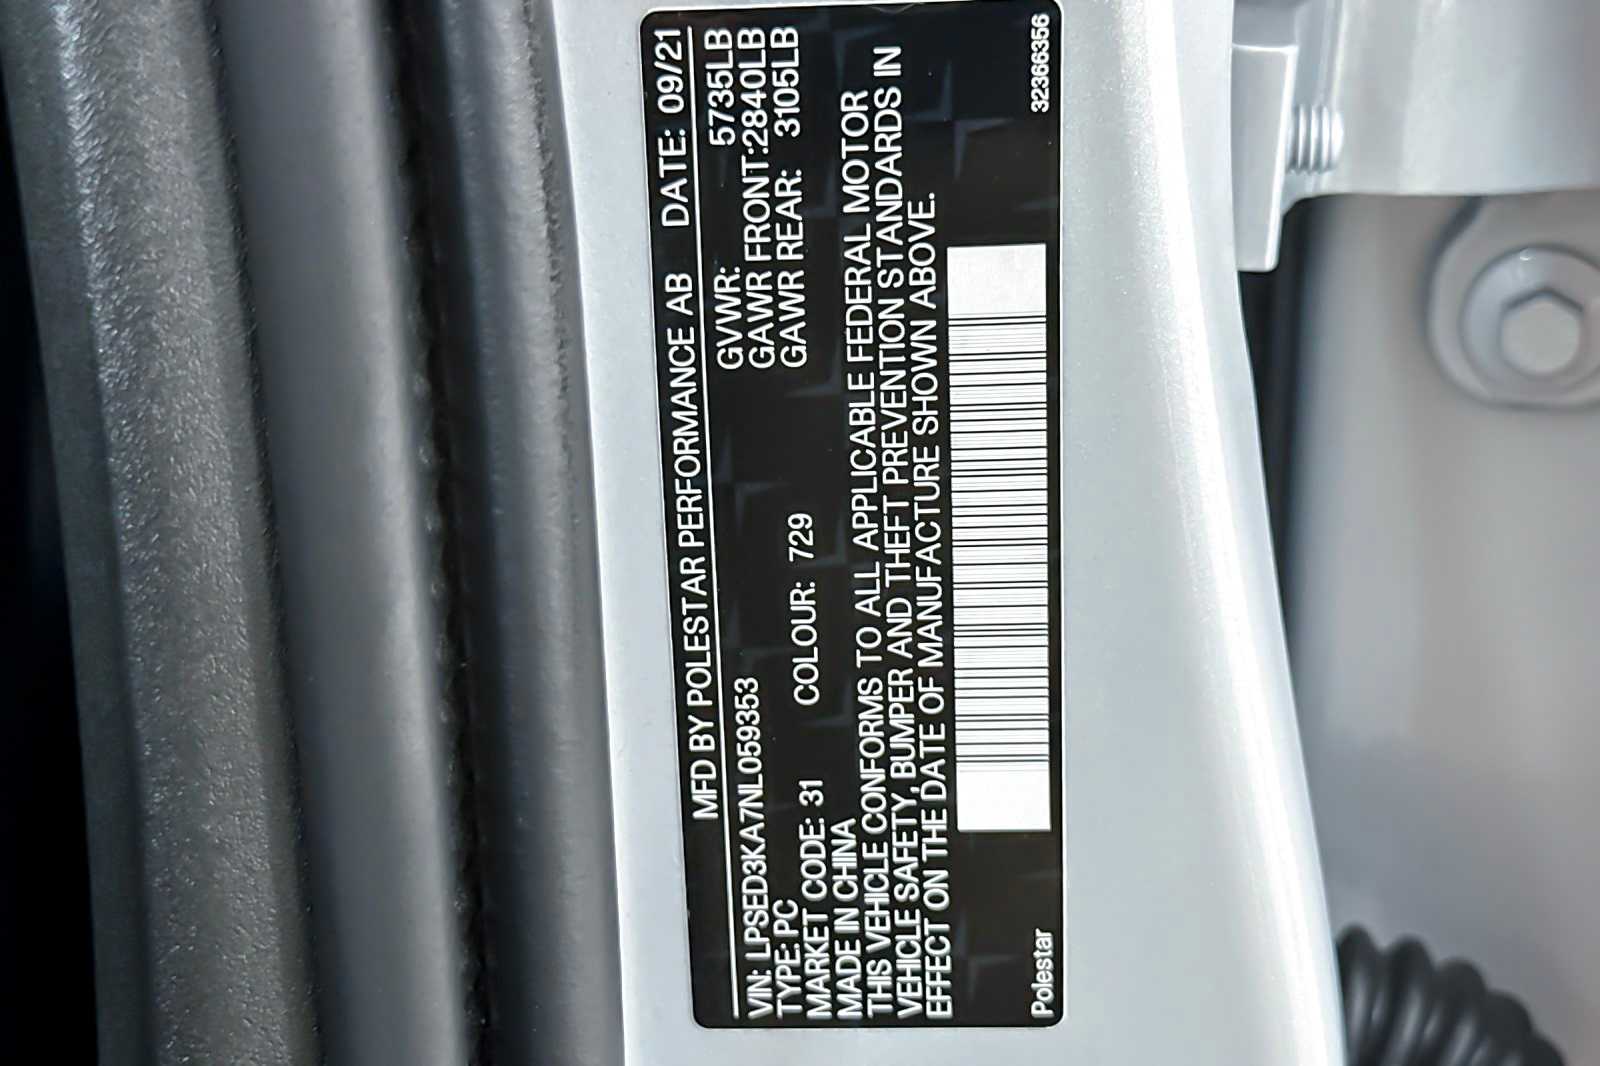 MFD BY POLESTAR PERFORMANCE AB DATE: 09/21
VIN: LPSED3KA7NL059353 GVWR: 5735LB
TYPE: PC GAWR FRONT:2840LB
MARKET CODE: 31 COLOUR: 729 GAWR REAR: 3105LB
MADE IN CHINA
THIS VEHICLE CONFORMS TO ALL APPLICABLE FEDERAL MOTOR
VEHICLE SAFETY, BUMPER AND THEFT PREVENTION STANDARDS IN
EFFECT ON THE DATE OF MANUFACTURE SHOWN ABOVE.
Polestar 32366356